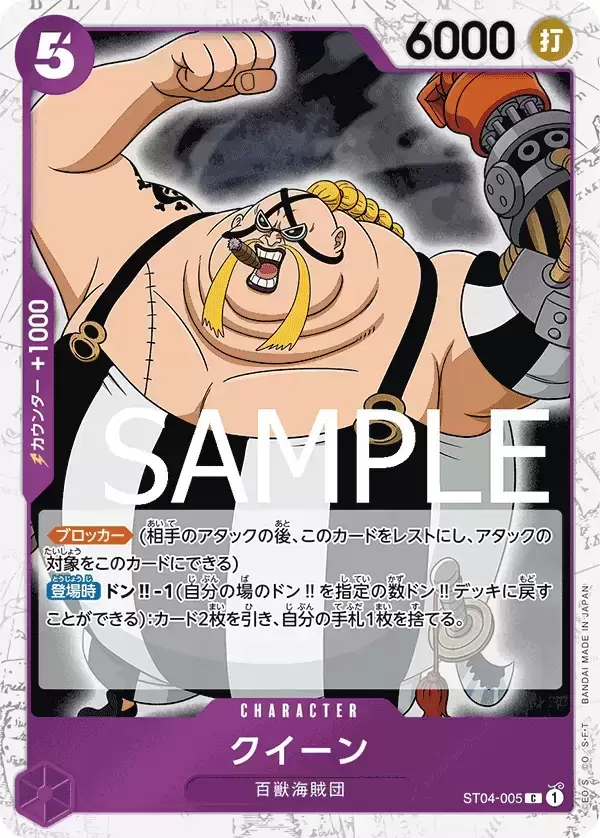 5
6000 打
カウンター +1000
SAMPLE
ブロッカー (相手のアタックの後、このカードをレストにし、アタックの
対象をこのカードにできる)
登場時 ドン!!-1(自分の場のドン!!を指定の数ドン!!デッキに戻す
ことができる):カード2枚を引き、自分の手札1枚を捨てる。
CHARACTER
クイーン
百獣海賊団
ST04-005 C 1
©E.O. ©O. S・F・T BANDAI MADE IN JAPAN